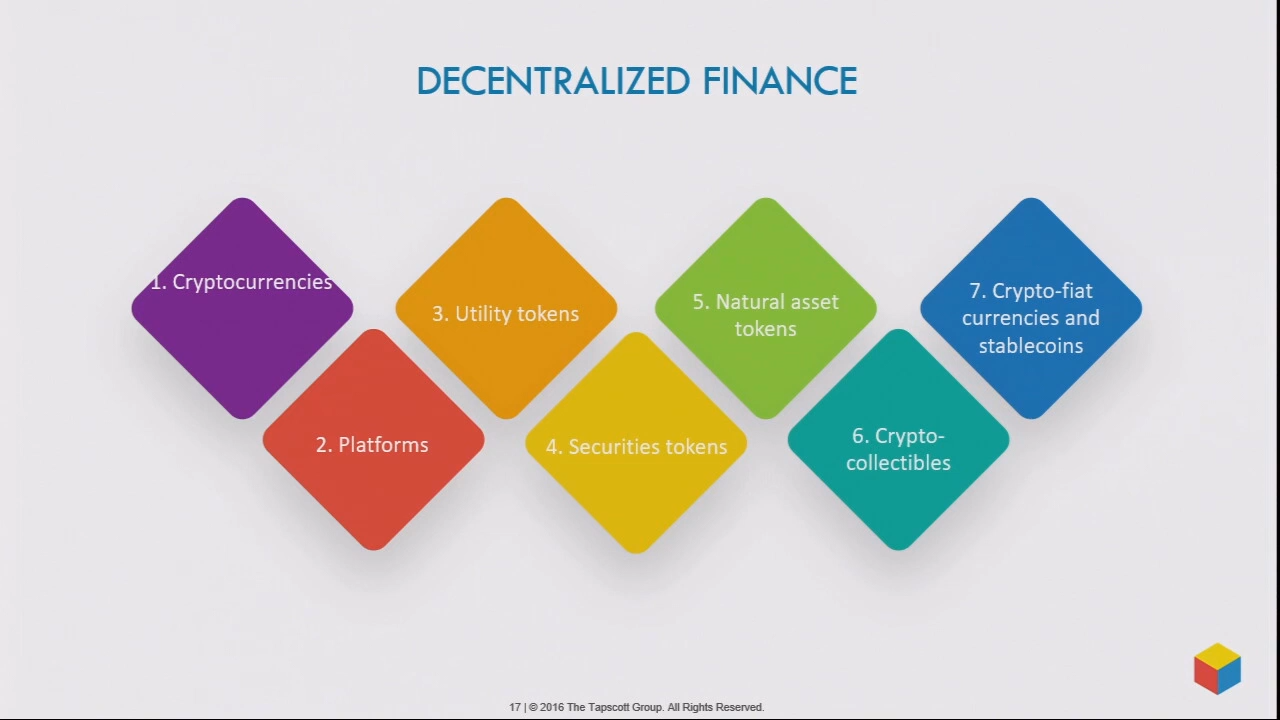 DECENTRALIZED FINANCE
1. Cryptocurrencies
2. Platforms
3. Utility tokens
4. Securities tokens
5. Natural asset
tokens
6. Crypto-
collectibles
7. Crypto-fiat
currencies and
stablecoins
17 | © 2016 The Tapscott Group. All Rights Reserved.